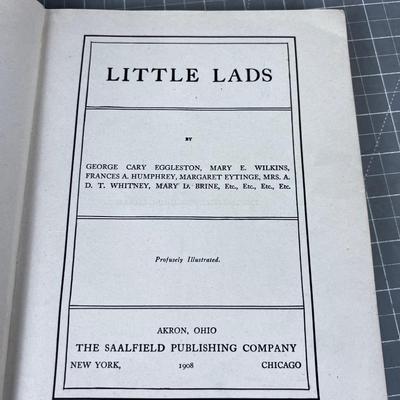 LITTLE LADS
BY
GEORGE CARY EGGLESTON, MARY E. WILKINS,
FRANCES A. HUMPHREY, MARGARET EYTINGE, MRS. A.
D. T. WHITNEY, MARY D. BRINE, Etc., Etc., Etc., Etc.
Profusely Illustrated.
AKRON, OHIO
THE SAALFIELD PUBLISHING COMPANY
NEW YORK, 1908 CHICAGO